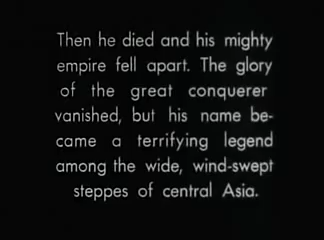 Then he died and his mighty
empire fell apart. The glory
of the great conquerer
vanished, but his name be-
came a terrifying legend
among the wide, wind-swept
steppes of central Asia.